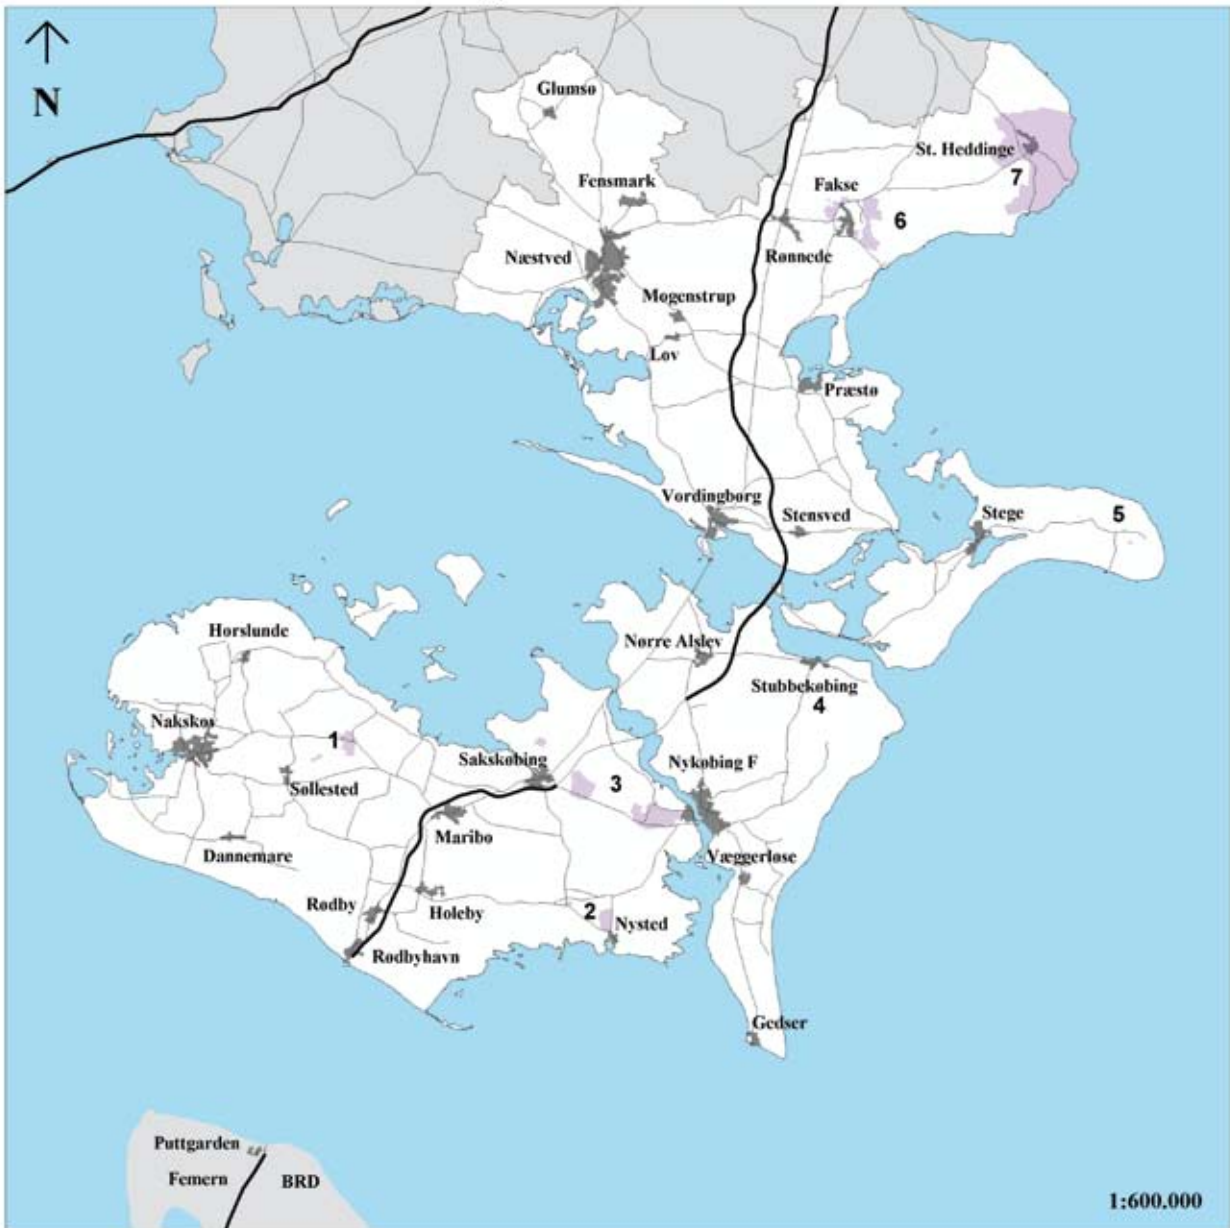 N
Glumsø
St. Heddinge
Fensmark
Fakse
7
6
Næstved
Rønnede
Mogenstrup
Lov
Præstø
Vordingborg
Stensved
Stege
5
Horslunde
Nørre Alslev
Stubbekøbing
4
Nakskov
1
Sakskøbing
Nykøbing F
3
Søllested
Maribo
Dannemare
Væggerløse
Rødby
Holeby
2
Nysted
Rødbyhavn
Gedser
Puttgarden
Femern
BRD
1:600.000